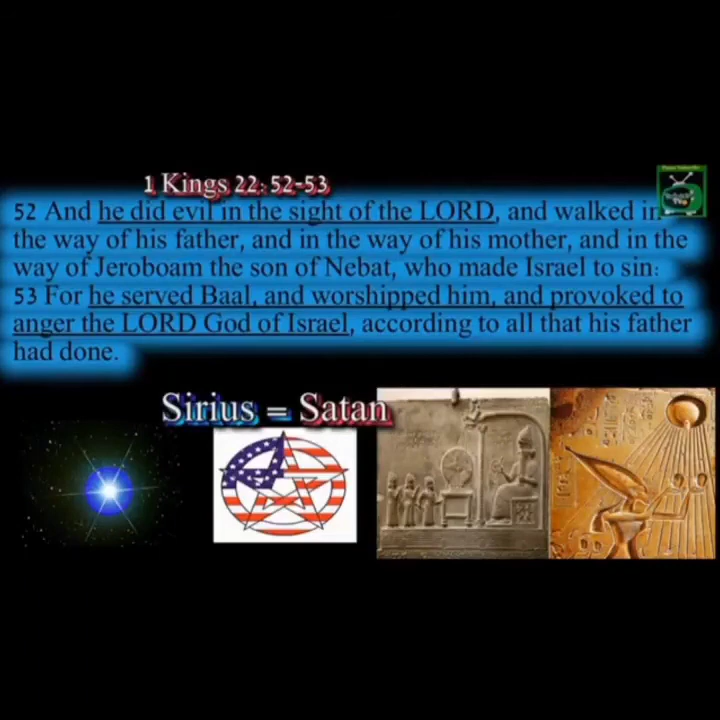 1 Kings 22: 52-53
52 And he did evil in the sight of the LORD, and walked in
the way of his father, and in the way of his mother, and in the
way of Jeroboam the son of Nebat, who made Israel to sin:
53 For he served Baal, and worshipped him, and provoked to
anger the LORD God of Israel, according to all that his father
had done.
Sirius = Satan